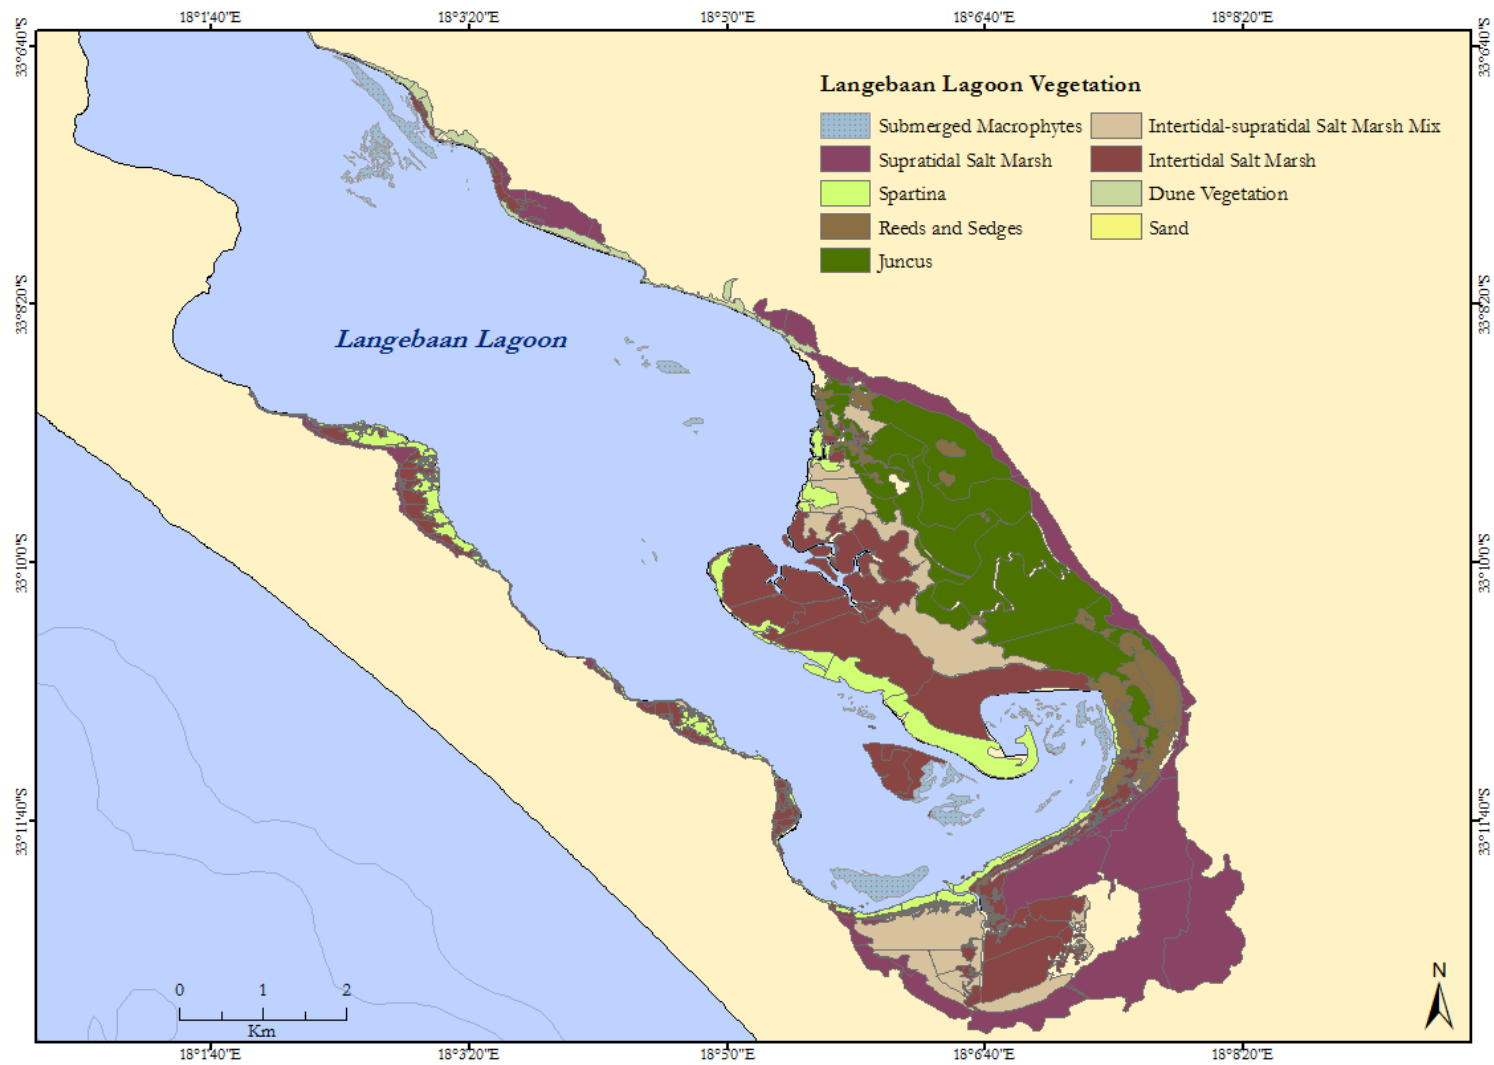 18°1'40"E 18°3'20"E 18°5'0"E 18°6'40"E 18°8'20"E
33°6'40"S 33°6'40"S
Langebaan Lagoon Vegetation
Submerged Macrophytes Intertidal-supratidal Salt Marsh Mix
Supratidal Salt Marsh Intertidal Salt Marsh
Spartina Dune Vegetation
Reeds and Sedges Sand
Juncus
33°8'20"S 33°8'20"S
Langebaan Lagoon
33°10'0"S 33°10'0"S
33°11'40"S 33°11'40"S
N
0 1 2
Km
18°1'40"E 18°3'20"E 18°5'0"E 18°6'40"E 18°8'20"E